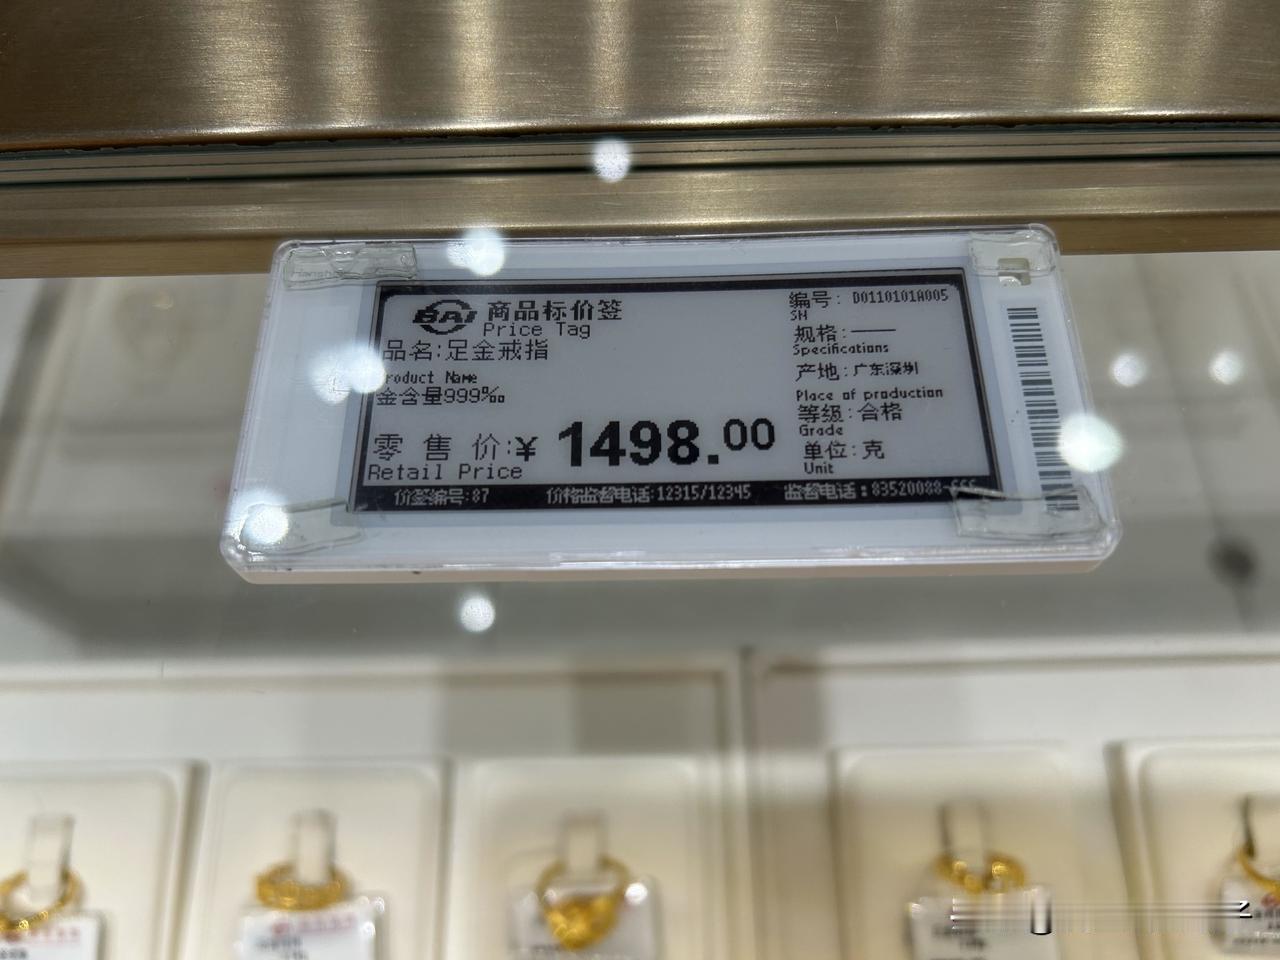 Hansho
BAI 商品标价签
Price Tag
品名:足金戒指
roduct Name
金含量999‰
零 售 价:¥ 1498.00
Retail Price
编号: D0110101A005
SH
规格:——
Specifications
产地:广东深圳
Place of production
等级:合格
Grade
单位:克
Unit
价签编号:87 价格监督电话:12315/12345 监督电话:83520088-666